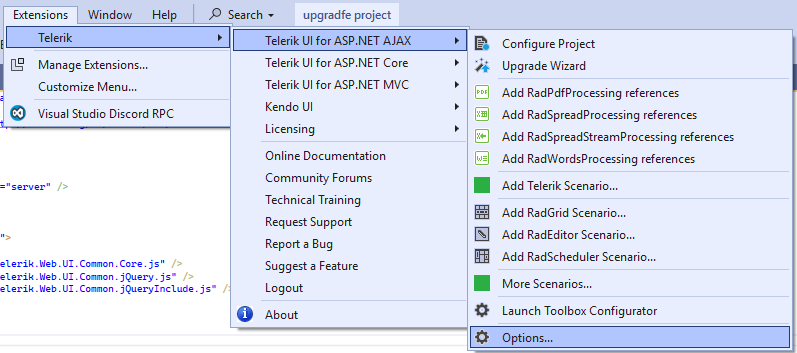 Extensions Window Help Search upgradfe project
Telerik
Manage Extensions...
Customize Menu...
Visual Studio Discord RPC
Telerik UI for ASP.NET AJAX
Telerik UI for ASP.NET Core
Telerik UI for ASP.NET MVC
Kendo UI
Licensing
Online Documentation
Community Forums
Technical Training
Request Support
Report a Bug
Suggest a Feature
Logout
About
Configure Project
Upgrade Wizard
Add RadPdfProcessing references
Add RadSpreadProcessing references
Add RadSpreadStreamProcessing references
Add RadWordsProcessing references
Add Telerik Scenario...
Add RadGrid Scenario...
Add RadEditor Scenario...
Add RadScheduler Scenario...
More Scenarios...
Launch Toolbox Configurator
Options...
="server" />
">
elerik.Web.UI.Common.Core.js" />
elerik.Web.UI.Common.jQuery.js" />
elerik.Web.UI.Common.jQueryInclude.js" />